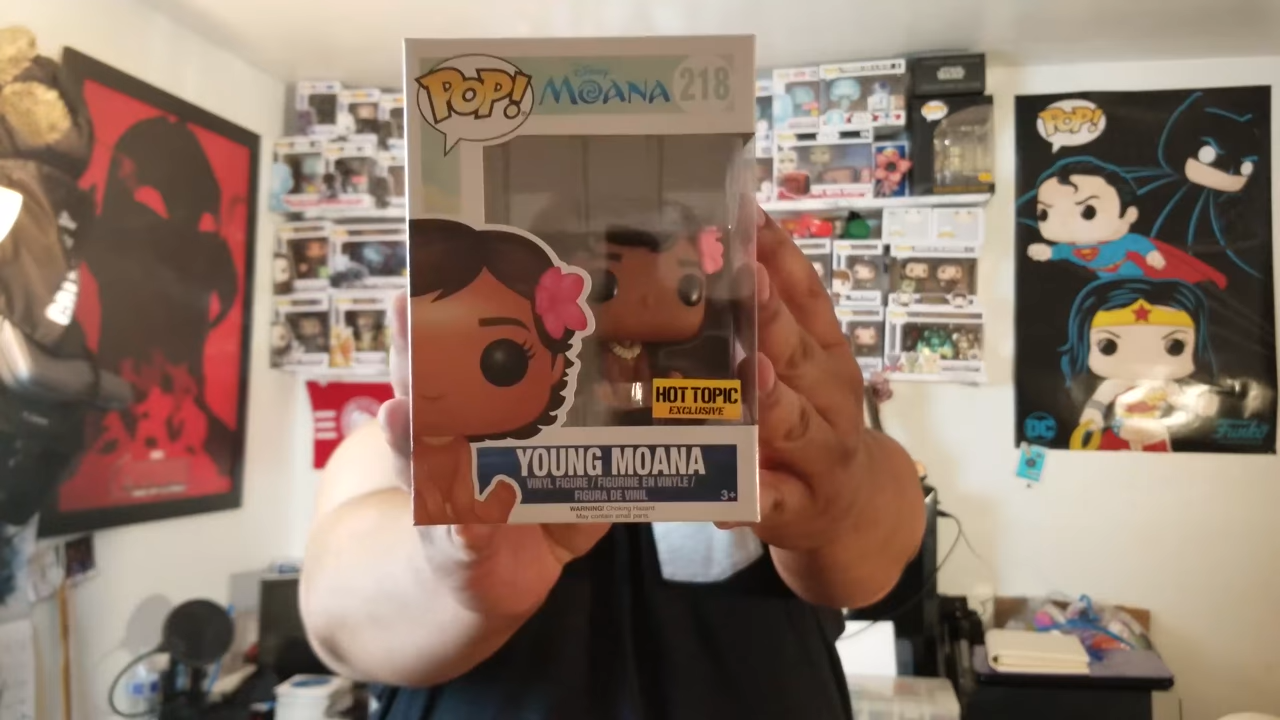 POP!
Disney
MOANA
218
HOT TOPIC
EXCLUSIVE
YOUNG MOANA
VINYL FIGURE / FIGURINE EN VINYLE /
FIGURA DE VINIL
3+
WARNING! Choking Hazard.
May contain small parts.
POP!
DC
Funko